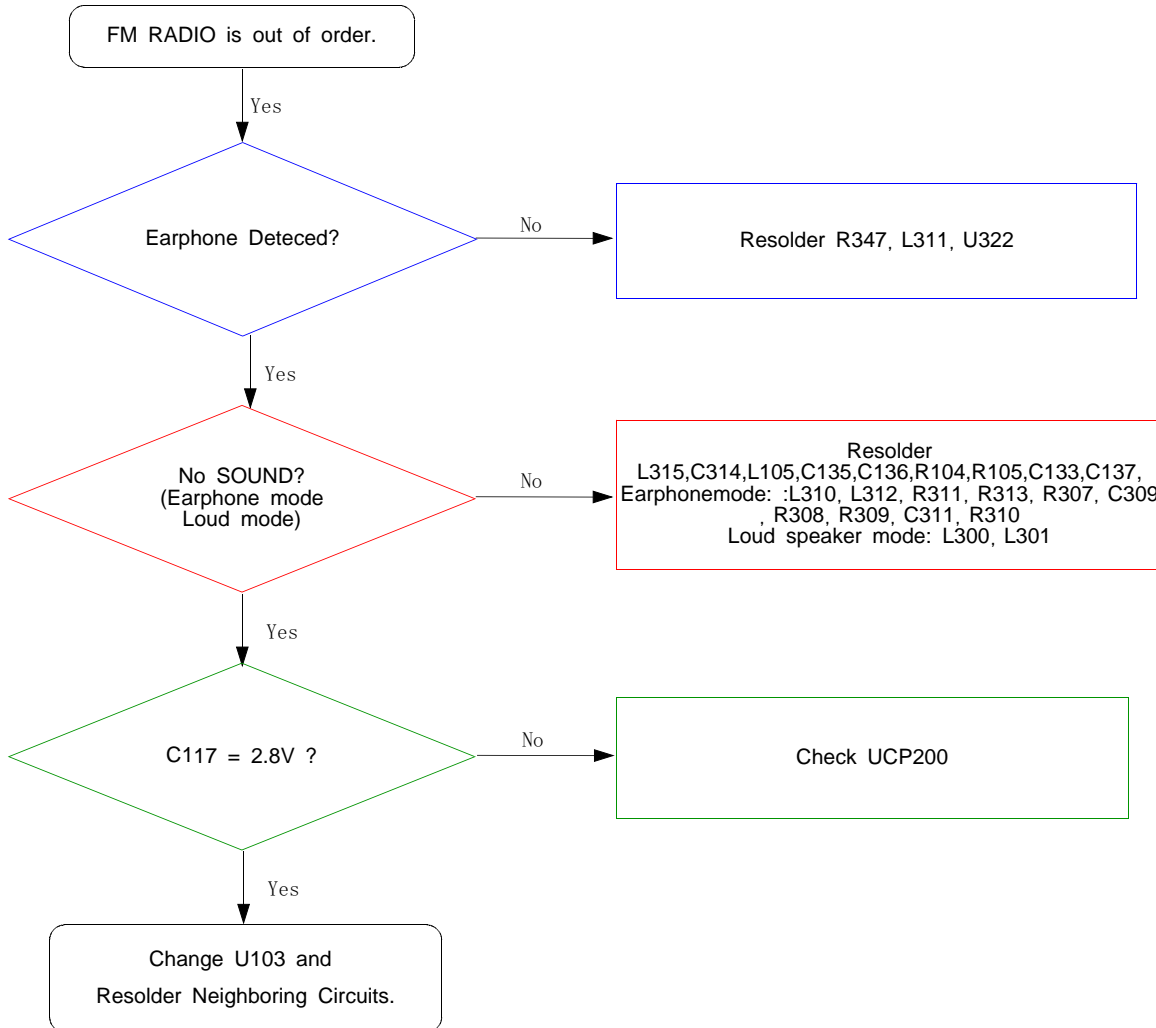 FM RADIO is out of order.
Yes
Earphone Deteced?
No
Resolder R347, L311, U322
Yes
No SOUND?
(Earphone mode
Loud mode)
No
Resolder
L315,C314,L105,C135,C136,R104,R105,C133,C137,
Earphonemode: :L310, L312, R311, R313, R307, C309
, R308, R309, C311, R310
Loud speaker mode: L300, L301
Yes
C117 = 2.8V ?
No
Check UCP200
Yes
Change U103 and
Resolder Neighboring Circuits.